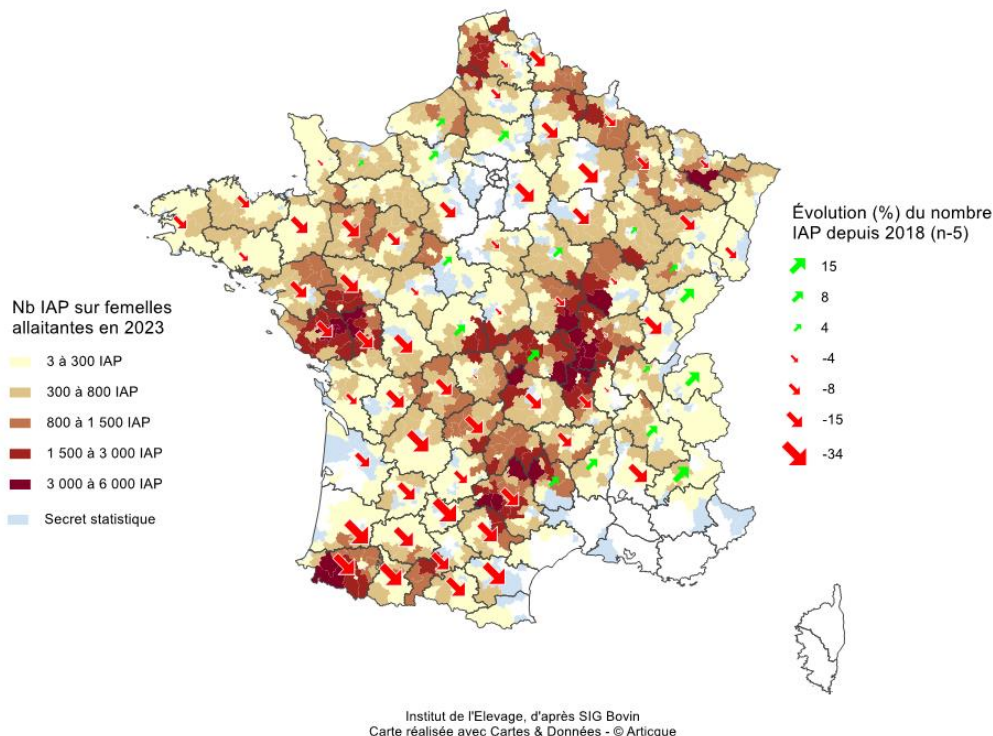 Évolution (%) du nombre
IAP depuis 2018 (n-5)
15
8
4
-4
-8
-15
-34
Nb IAP sur femelles
allaitantes en 2023
3 à 300 IAP
300 à 800 IAP
800 à 1 500 IAP
1 500 à 3 000 IAP
3 000 à 6 000 IAP
Secret statistique
Institut de l'Elevage, d'après SIG Bovin
Carte réalisée avec Cartes & Données - © Articque